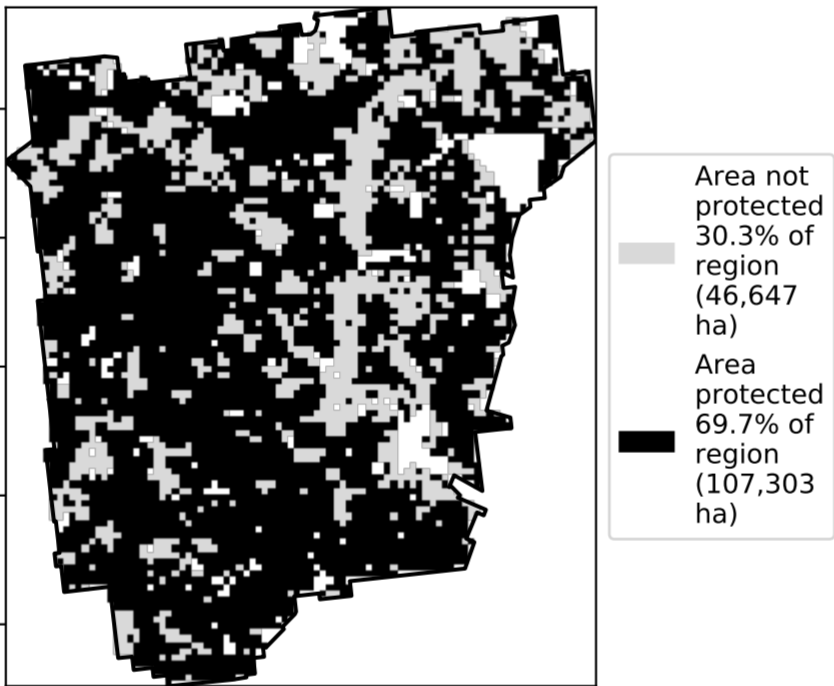 Area not
protected
30.3% of
region
(46,647
ha)
Area
protected
69.7% of
region
(107,303
ha)